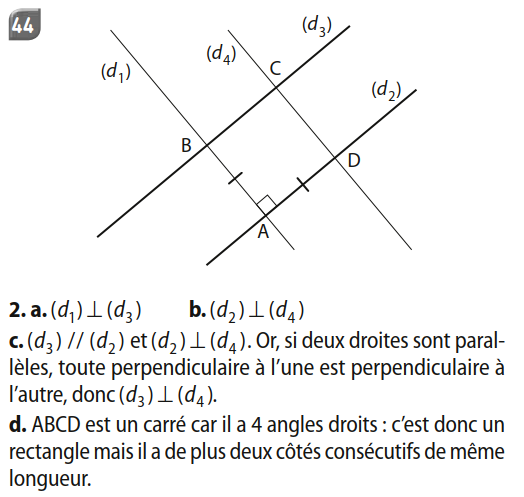 44
(d₃)
(d₄)
C
(d₁)
(d₂)
B
D
A
2. a. (d₁) ⊥ (d₃) b. (d₂) ⊥ (d₄)
c. (d₃) // (d₂) et (d₂) ⊥ (d₄). Or, si deux droites sont paral-
lèles, toute perpendiculaire à l'une est perpendiculaire à
l'autre, donc (d₃) ⊥ (d₄).
d. ABCD est un carré car il a 4 angles droits : c'est donc un
rectangle mais il a de plus deux côtés consécutifs de même
longueur.